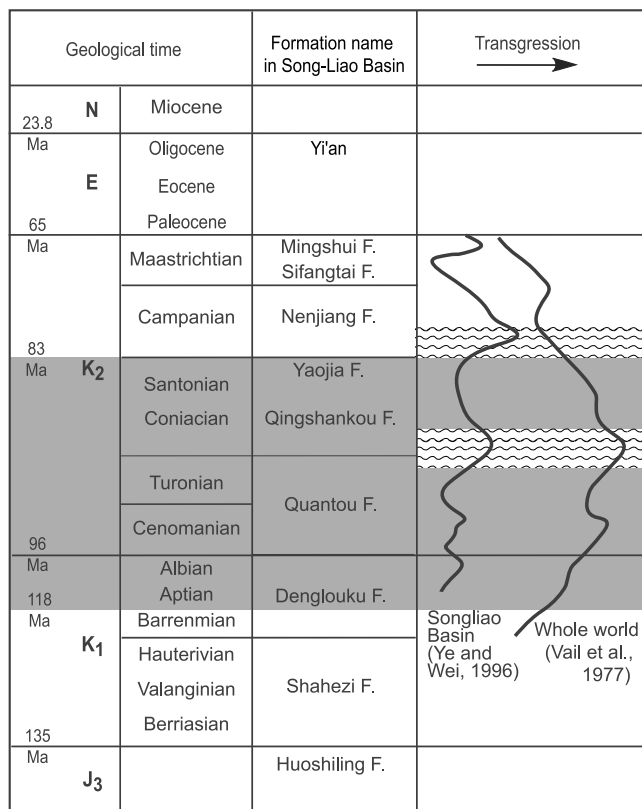 Geological time
Formation name
in Song-Liao Basin
Transgression
N
Miocene
23.8
Ma
Oligocene
Yi'an
E
Eocene
65
Paleocene
Ma
Mingshui F.
Maastrichtian
Sifangtai F.
Campanian
Nenjiang F.
83
Ma
K2
Yaojia F.
Santonian
Coniacian
Qingshankou F.
Turonian
Quantou F.
Cenomanian
96
Ma
Albian
118
Aptian
Denglouku F.
Ma
Barrenmian
Songliao
Basin
(Ye and
Wei, 1996)
Whole world
(Vail et al.,
1977)
K1
Hauterivian
Valanginian
Shahezi F.
Berriasian
135
Ma
Huoshiling F.
J3